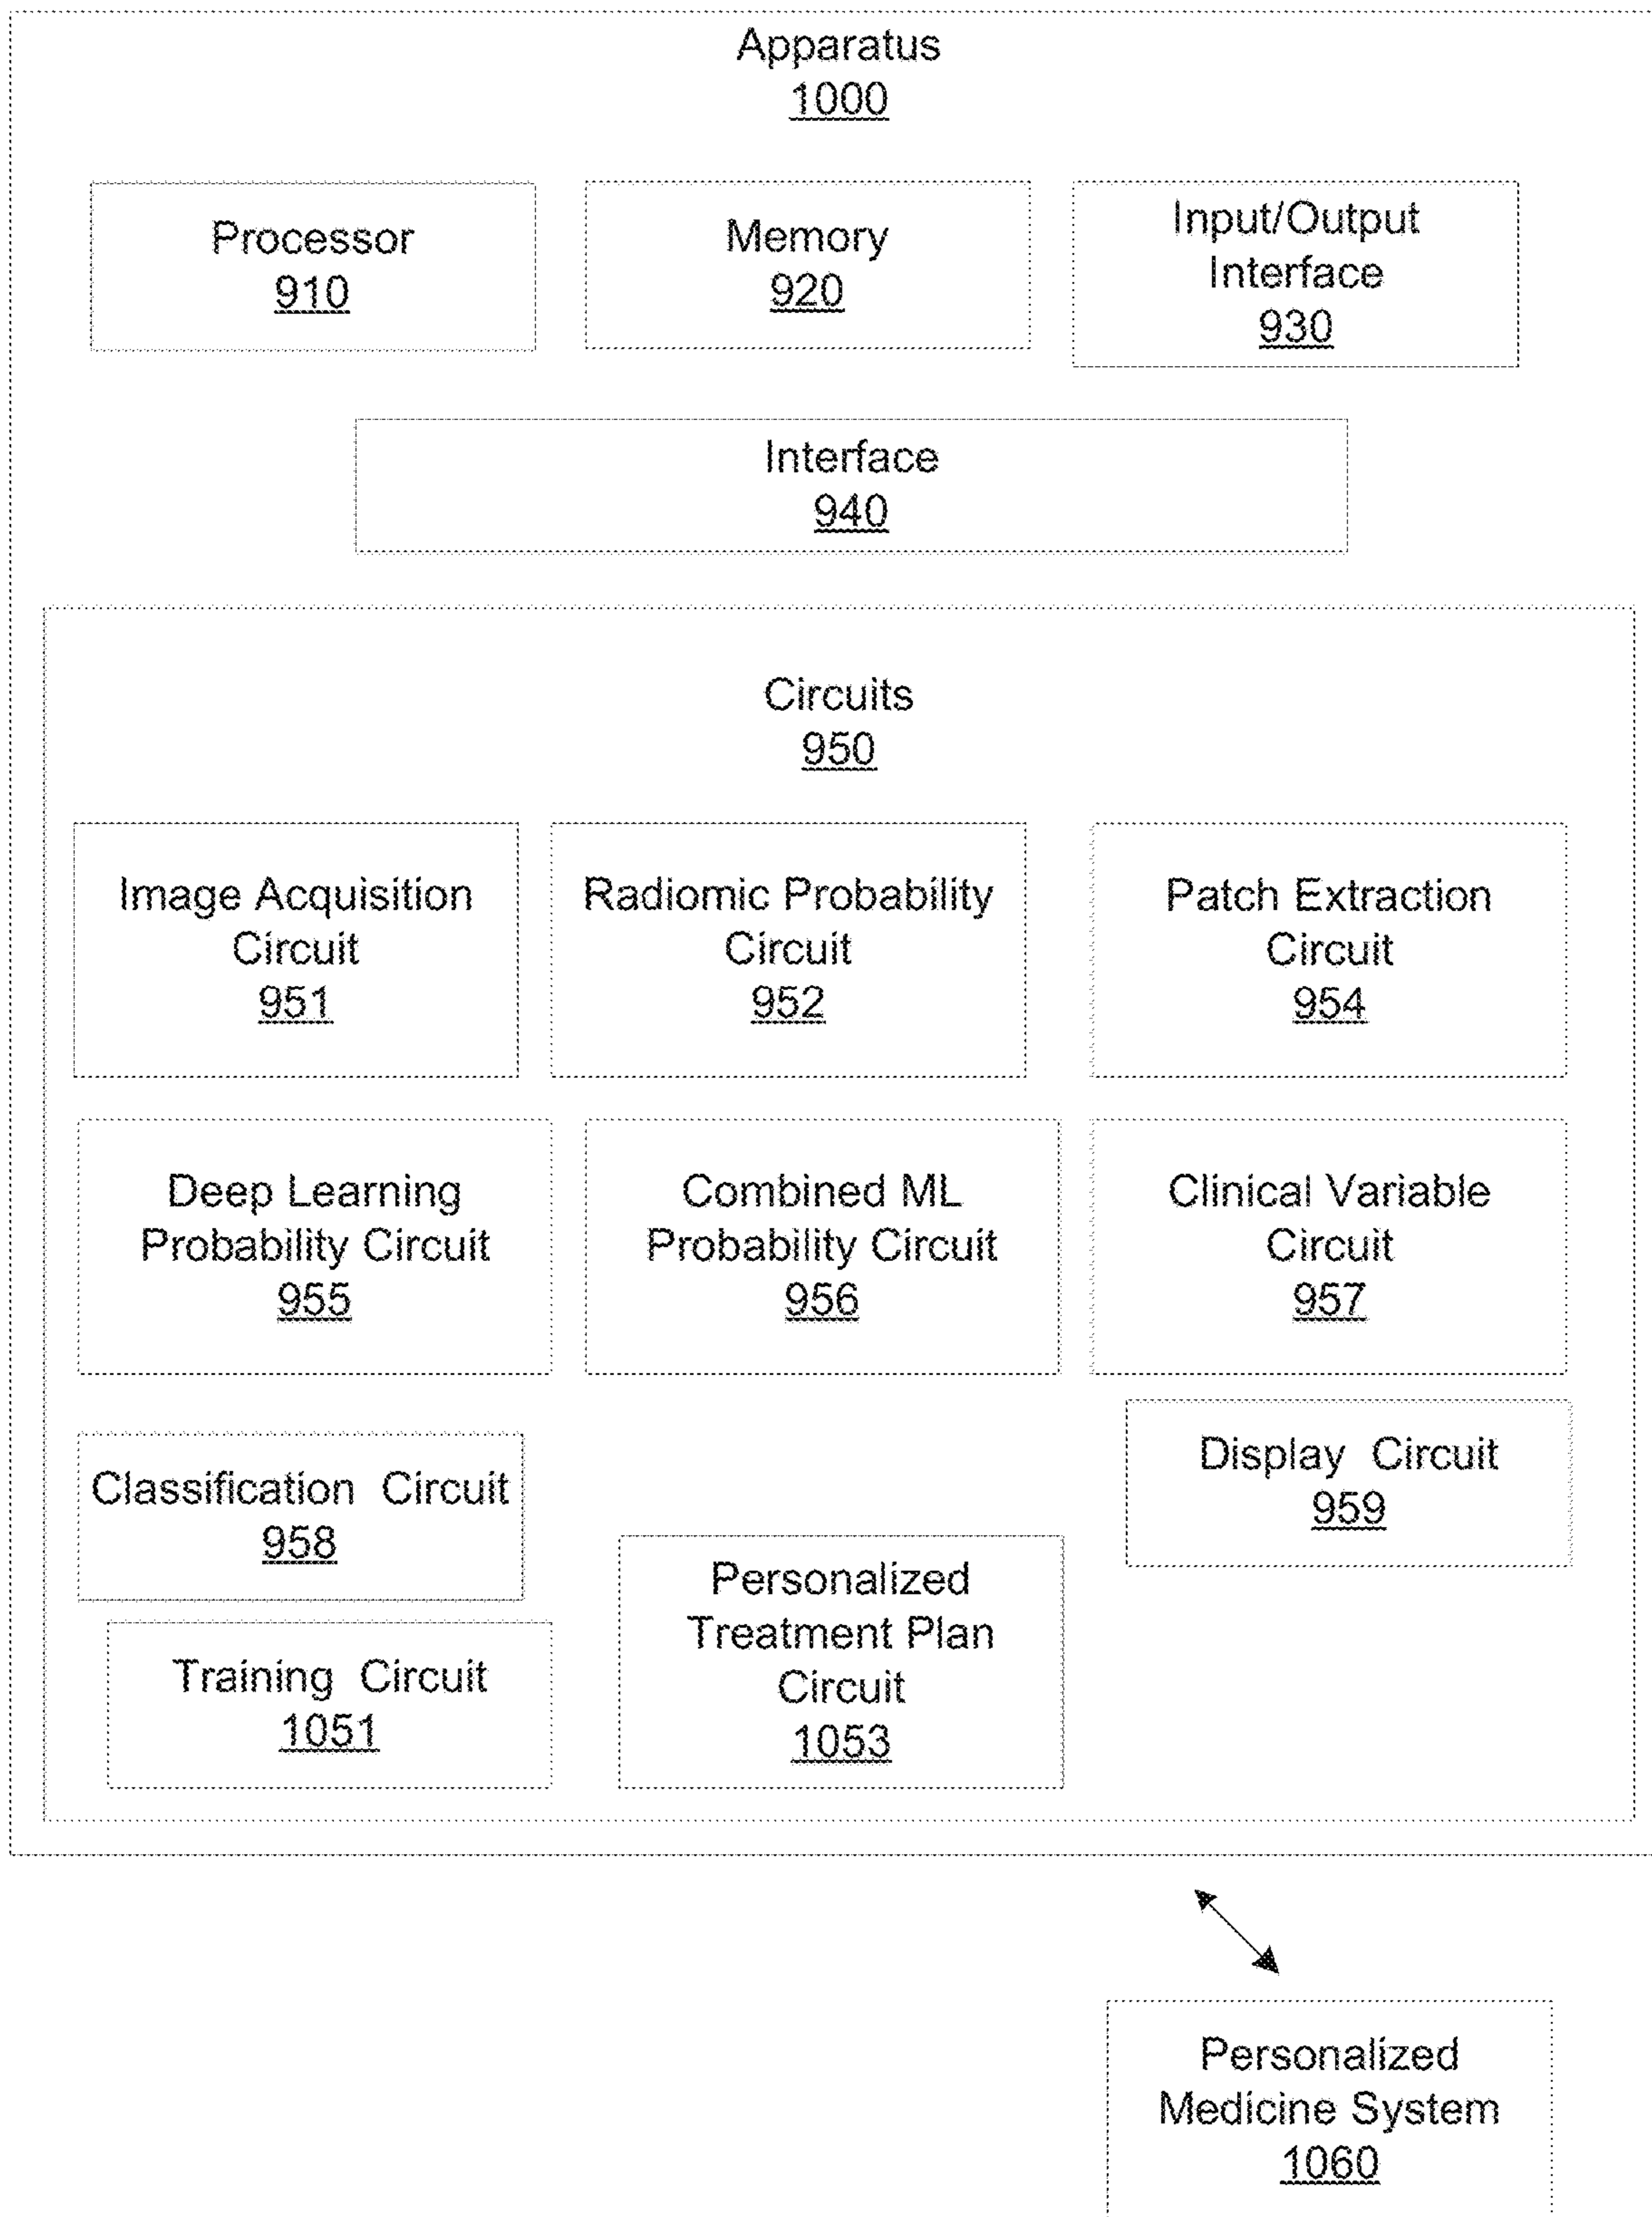 Apparatus
1000
Processor
910
Memory
920
Input/Output
Interface
930
Interface
940
Circuits
950
Image Acquisition
Circuit
951
Radiomic Probability
Circuit
952
Patch Extraction
Circuit
954
Deep Learning
Probability Circuit
955
Combined ML
Probability Circuit
956
Clinical Variable
Circuit
957
Classification Circuit
958
Display Circuit
959
Training Circuit
1051
Personalized
Treatment Plan
Circuit
1053
Personalized
Medicine System
1060